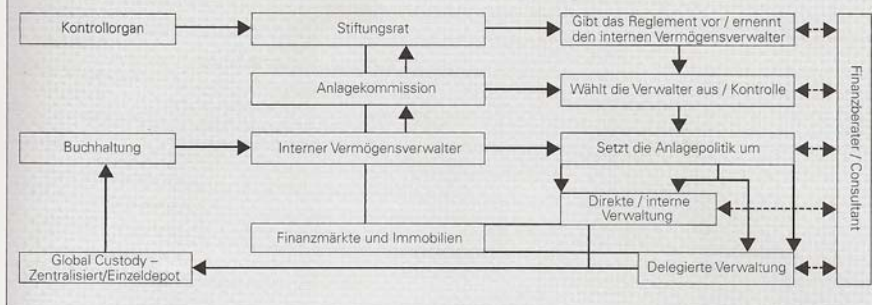 Kontrollorgan
Stiftungsrat
Gibt das Reglement vor / ernennt
den internen Vermögensverwalter
Anlagekommission
Wählt die Verwalter aus / Kontrolle
Buchhaltung
Interner Vermögensverwalter
Setzt die Anlagepolitik um
Direkte / interne
Verwaltung
Finanzmärkte und Immobilien
Global Custody –
Zentralisiert/Einzeldepot
Delegierte Verwaltung
Finanzberater / Consultant